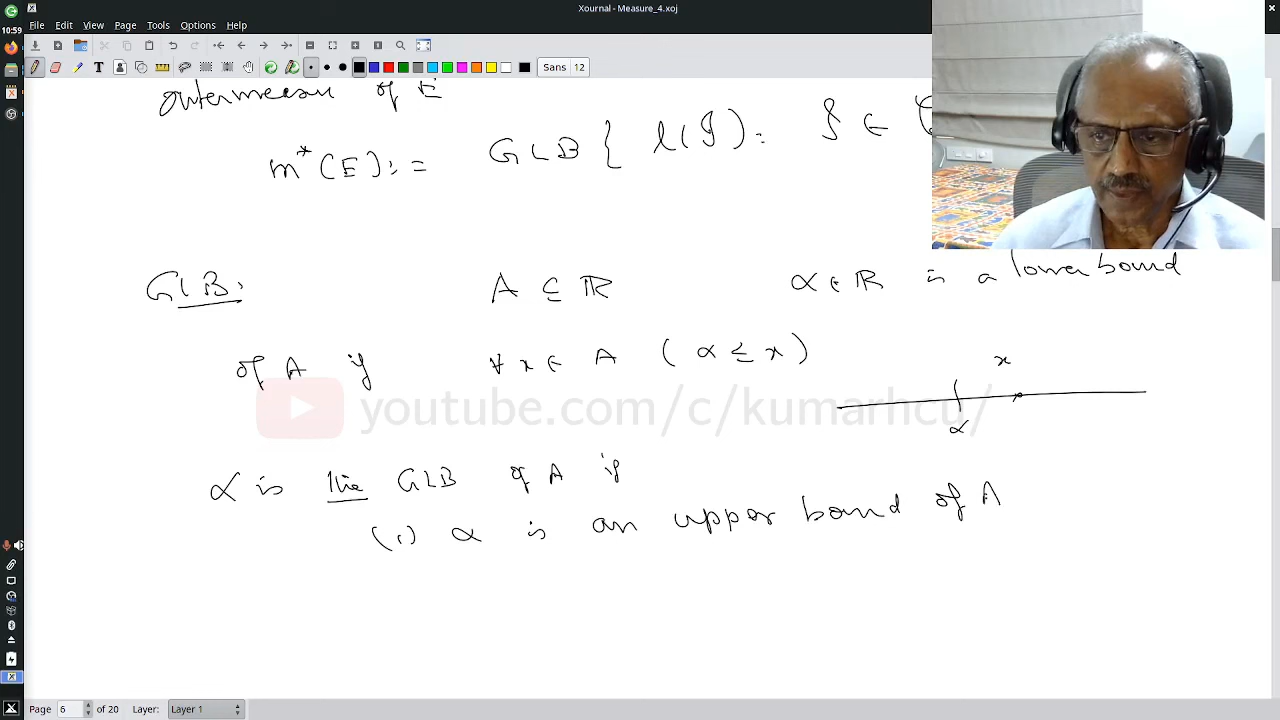 Xournal - Measure_4.xoj
10:59
File Edit View Page Tools Options Help
Sans 12
outermeasure of E
m*(E) := GLB { l(I) : I ∈
GLB: A ⊆ ℝ α ∈ ℝ is a lower bound
of A if ∀ x ∈ A (α ≤ x)
x
α
youtube.com/c/kumarhcu/
α is the GLB of A if
(i) α is an upper bound of A
Page 6 of 20 Layer: Layer 1